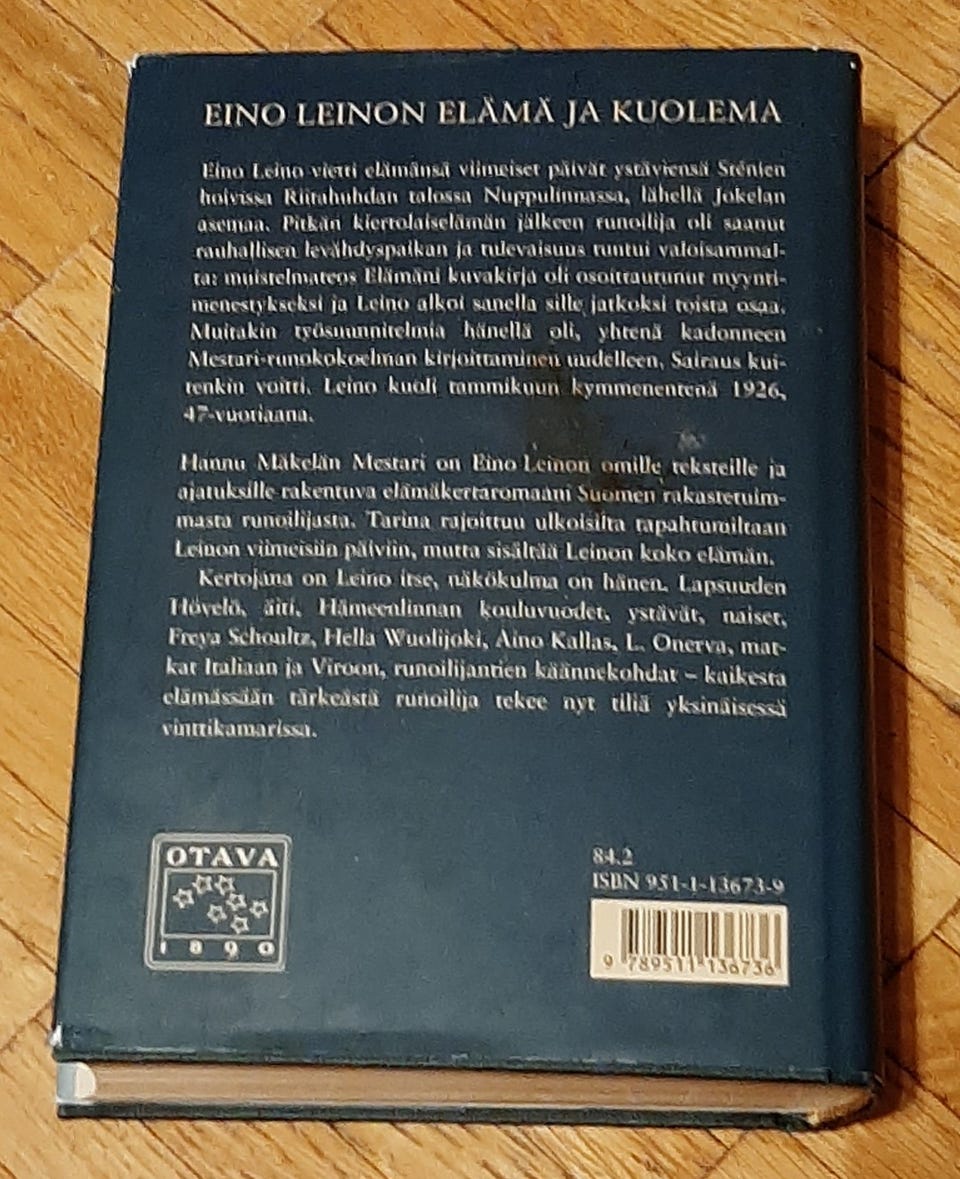 EINO LEINON ELÄMÄ JA KUOLEMA
Eino Leino vietti elämänsä viimeiset päivät ystäviensä Sténien
hoivissa Riitahuhdan talossa Nuppulinnassa, lähellä Jokelan
asemaa. Pitkän kiertolaiselämän jälkeen runoilija oli saanut
rauhallisen levähdyspaikan ja tulevaisuus tuntui valoisammal-
ta: muistelmateos Elämäni kuvakirja oli osoittautunut myynti-
menestykseksi ja Leino alkoi sanella sille jatkoksi toista osaa.
Muitakin työsuunnitelmia hänellä oli, yhtenä kadonneen
Mestari-runokokoelman kirjoittaminen uudelleen. Sairaus kui-
tenkin voitti. Leino kuoli tammikuun kymmenentenä 1926,
47-vuotiaana.
Hannu Mäkelän Mestari on Eino Leinon omille teksteille ja
ajatuksille rakentuva elämäkertaromaani Suomen rakastetuim-
masta runoilijasta. Tarina rajoittuu ulkoisilta tapahtumiltaan
Leinon viimeisiin päiviin, mutta sisältää Leinon koko elämän.
Kertojana on Leino itse, näkökulma on hänen. Lapsuuden
Hövelö, äiti, Hämeenlinnan kouluvuodet, ystävät, naiset,
Freya Schoultz, Hella Wuolijoki, Aino Kallas, L. Onerva, mat-
kat Italiaan ja Viroon, runoilijantien käännekohdat – kaikesta
elämässään tärkeästä runoilija tekee nyt tiliä yksinäisessä
vinttikamarissa.
OTAVA
1890
84.2
ISBN 951-1-13673-9
9 789511 136736